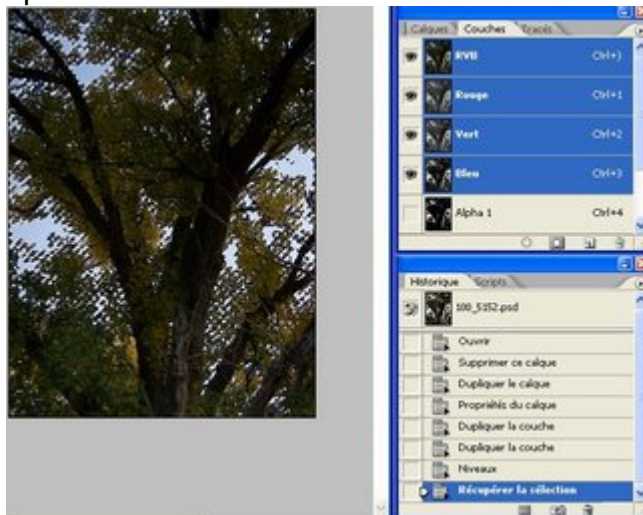 Calques Couches Tracés
RVB Ctrl+)
Rouge Ctrl+1
Vert Ctrl+2
Bleu Ctrl+3
Alpha 1 Ctrl+4
Historique Scripts
100_5152.psd
Ouvrir
Supprimer ce calque
Dupliquer le calque
Propriétés du calque
Dupliquer la couche
Dupliquer la couche
Niveaux
Récupérer la sélection